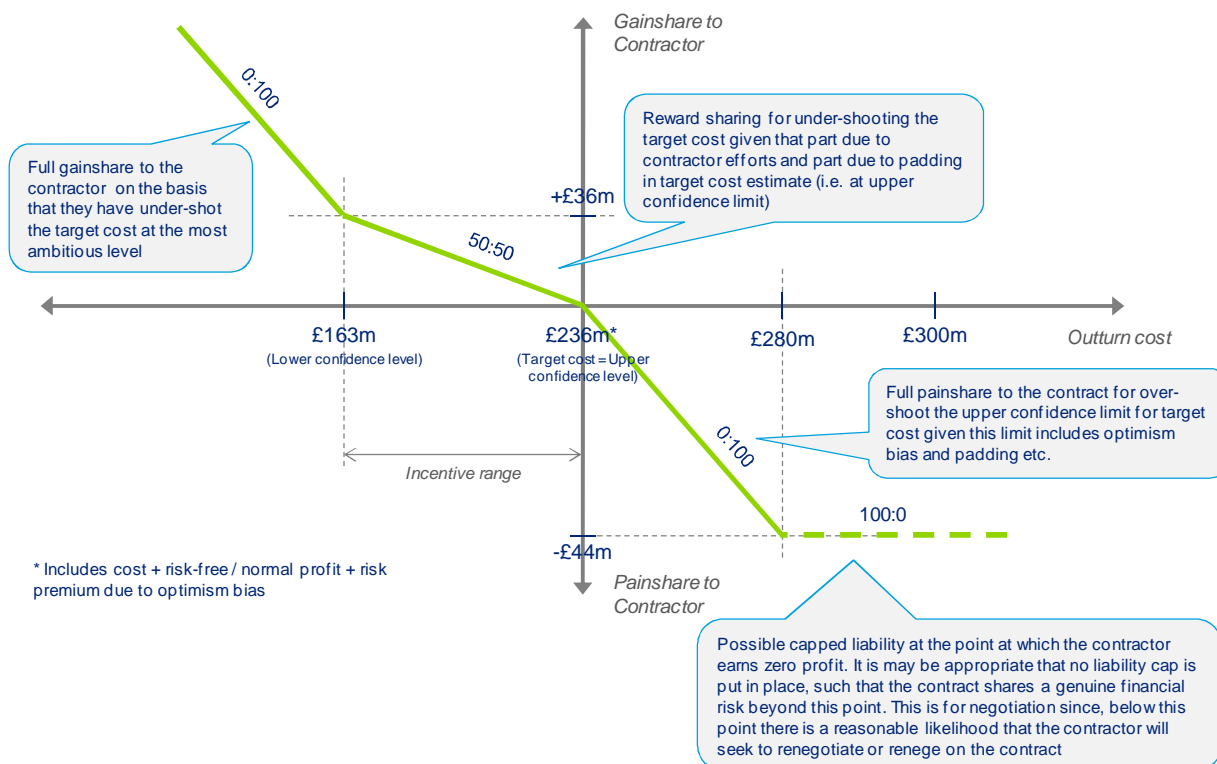 Gainshare to
Contractor
0:100
Full gainshare to the
contractor on the basis
that they have under-shot
the target cost at the most
ambitious level
Reward sharing for under-shooting the
target cost given that part due to
contractor efforts and part due to padding
in target cost estimate (i.e. at upper
confidence limit)
+£36m
50:50
£163m
(Lower confidence level)
£236m*
(Target cost = Upper
confidence level)
£280m
£300m
Outturn cost
Incentive range
Full painshare to the contract for over-
shoot the upper confidence limit for target
cost given this limit includes optimism
bias and padding etc.
0:100
100:0
-£44m
* Includes cost + risk-free / normal profit + risk
premium due to optimism bias
Painshare to
Contractor
Possible capped liability at the point at which the contractor
earns zero profit. It is may be appropriate that no liability cap is
put in place, such that the contract shares a genuine financial
risk beyond this point. This is for negotiation since, below this
point there is a reasonable likelihood that the contractor will
seek to renegotiate or renege on the contract